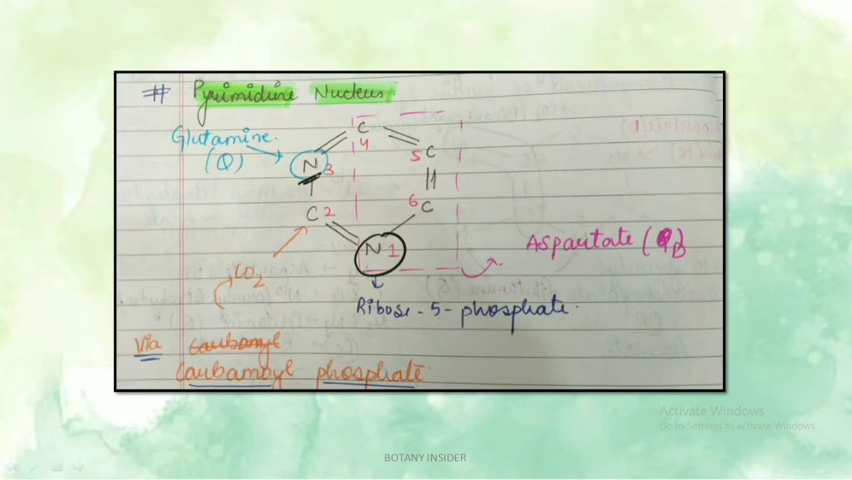 # Pyrimidine Nucleus
Glutamine
(Q)
C
4
N 3
5 C
C 2
6 C
N 1
CO2
Aspartate (D)
Ribose-5-phosphate.
Via Carbamyl
Carbamoyl phosphate
Activate Windows
Go to Settings to activate Windows.
BOTANY INSIDER